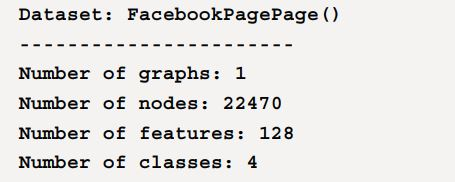 Dataset: FacebookPagePage()
-----------------------
Number of graphs: 1
Number of nodes: 22470
Number of features: 128
Number of classes: 4